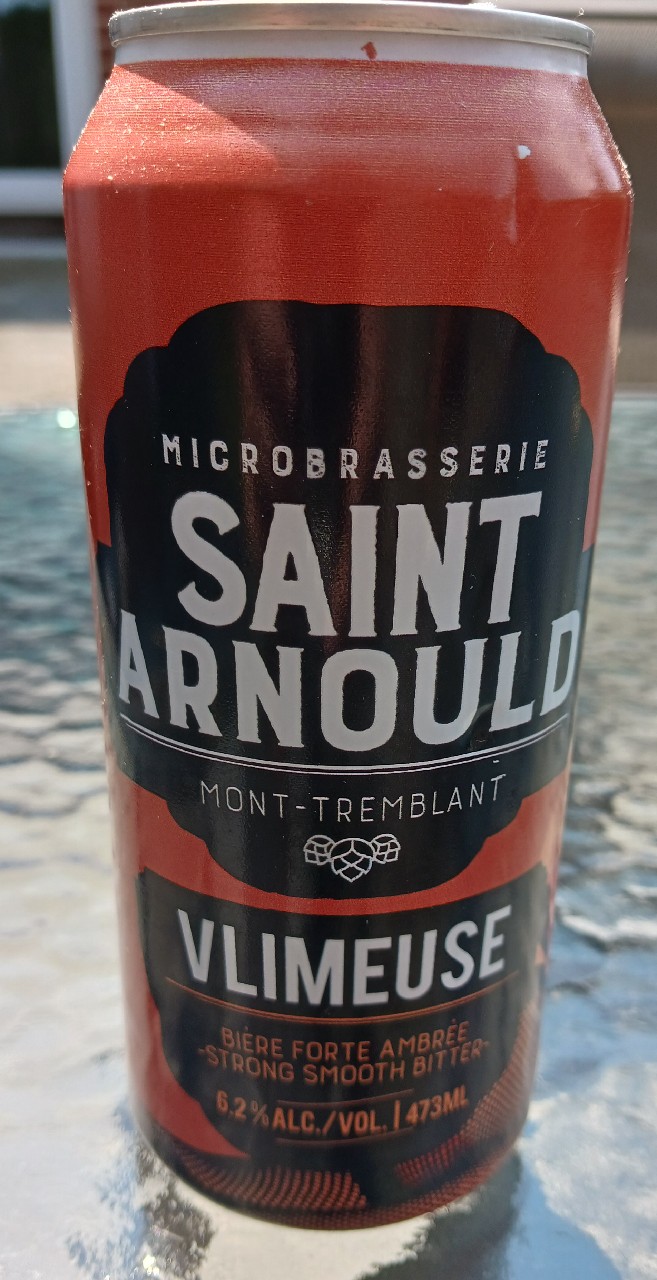 MICROBRASSERIE
SAINT
ARNOULD
MONT-TREMBLANT
VLIMEUSE
BIÈRE FORTE AMBRÉE
-STRONG SMOOTH BITTER-
6.2% ALC./VOL. | 473ML